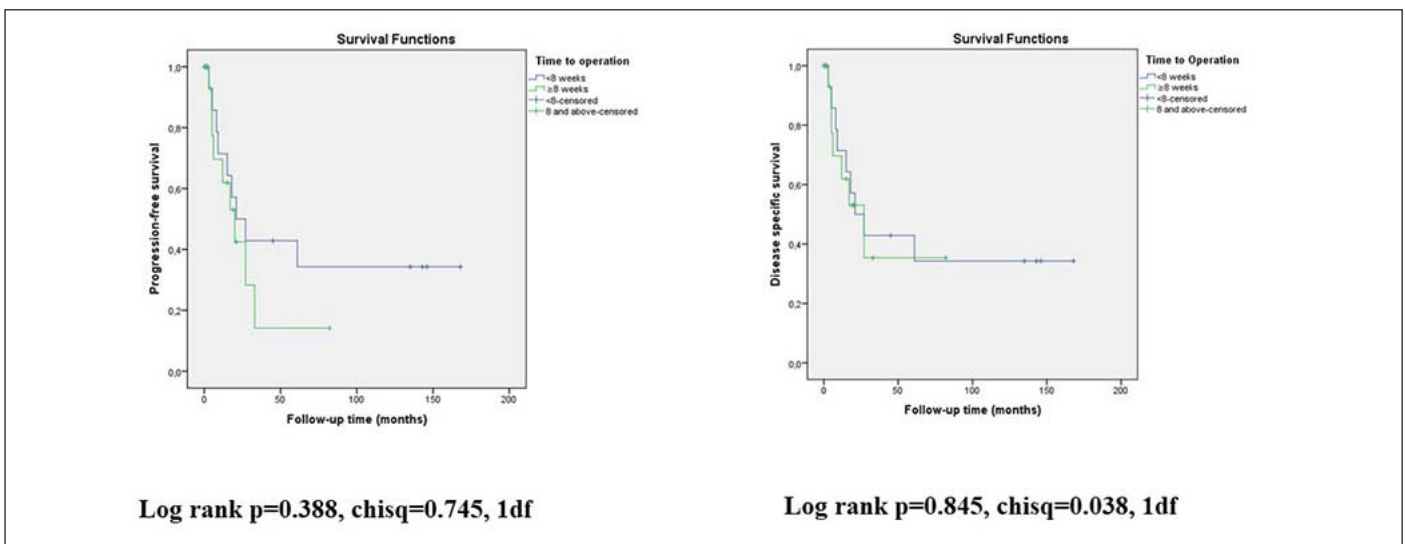 Survival Functions
Time to operation
<8 weeks
≥8 weeks
<8-censored
8 and above-censored
1,0
0,8
0,6
0,4
0,2
0,0
Progression-free survival
0 50 100 150 200
Follow-up time (months)
Log rank p=0.388, chisq=0.745, 1df
Survival Functions
Time to Operation
<8 weeks
≥8 weeks
<8-censored
8 and above-censored
1,0
0,8
0,6
0,4
0,2
0,0
Disease specific survival
0 50 100 150 200
Follow-up time (months)
Log rank p=0.845, chisq=0.038, 1df